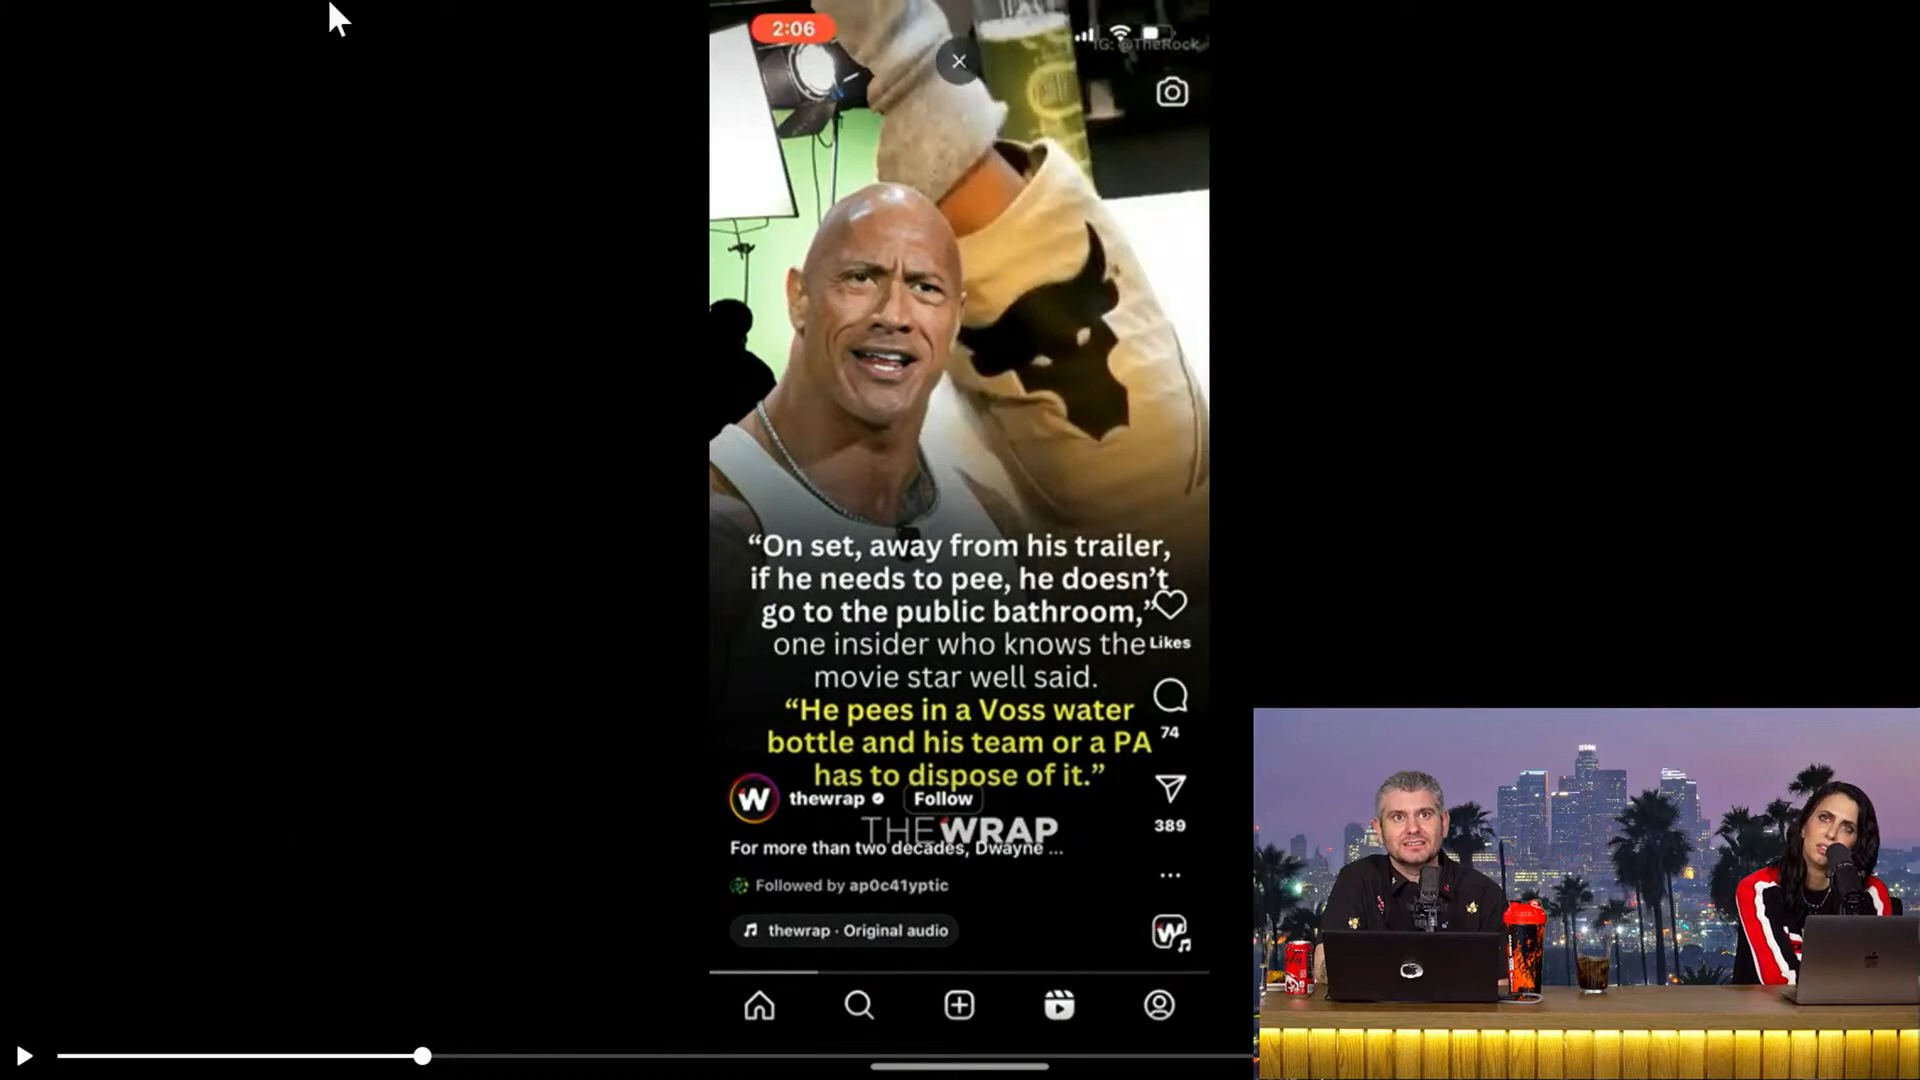 2:06
IG: @TheRock
“On set, away from his trailer,
if he needs to pee, he doesn’t
go to the public bathroom,”
one insider who knows the
movie star well said.
“He pees in a Voss water
bottle and his team or a PA
has to dispose of it.”
Likes
74
389
W
thewrap
Follow
THE WRAP
For more than two decades, Dwayne ...
Followed by ap0c41yptic
thewrap · Original audio
W